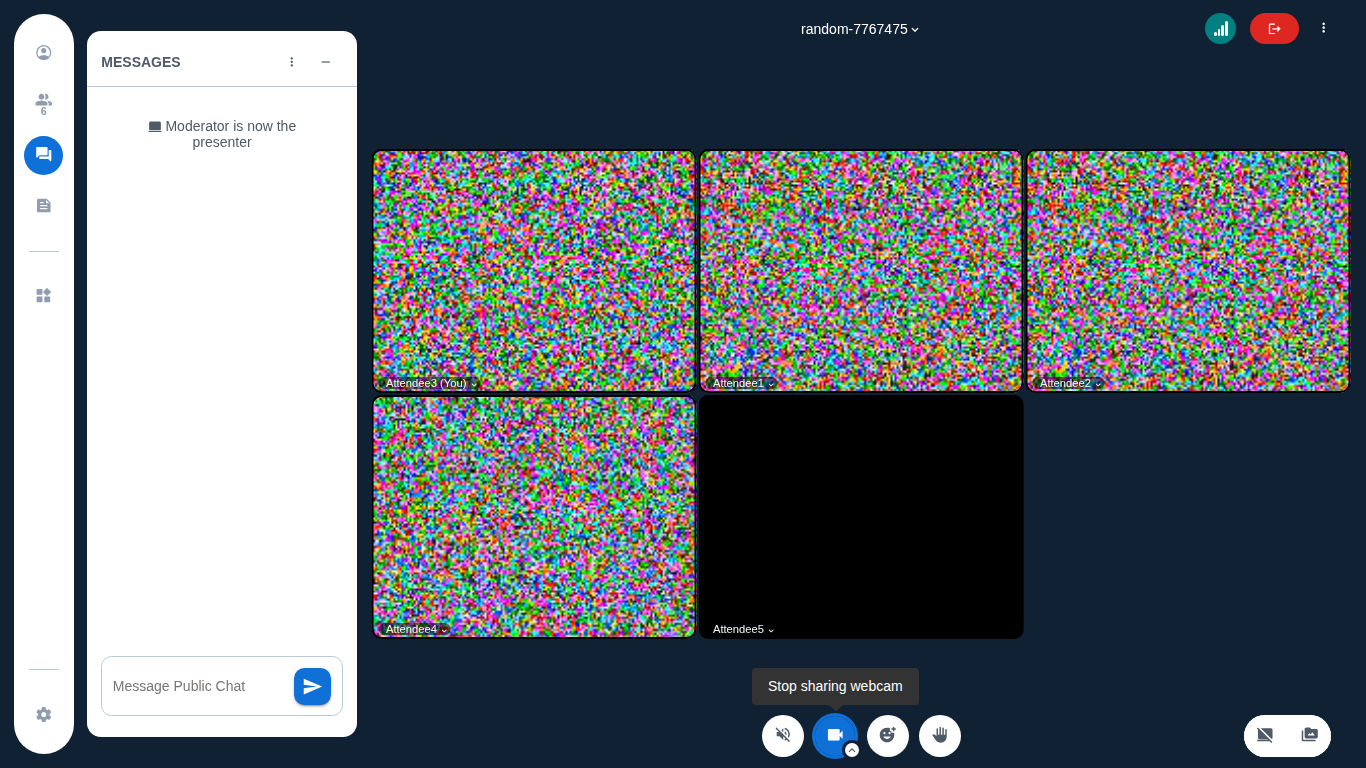 random-7767475
6
MESSAGES
Moderator is now the
presenter
Attendee3 (You)
Attendee1
Attendee2
Attendee4
Attendee5
Message Public Chat
Stop sharing webcam